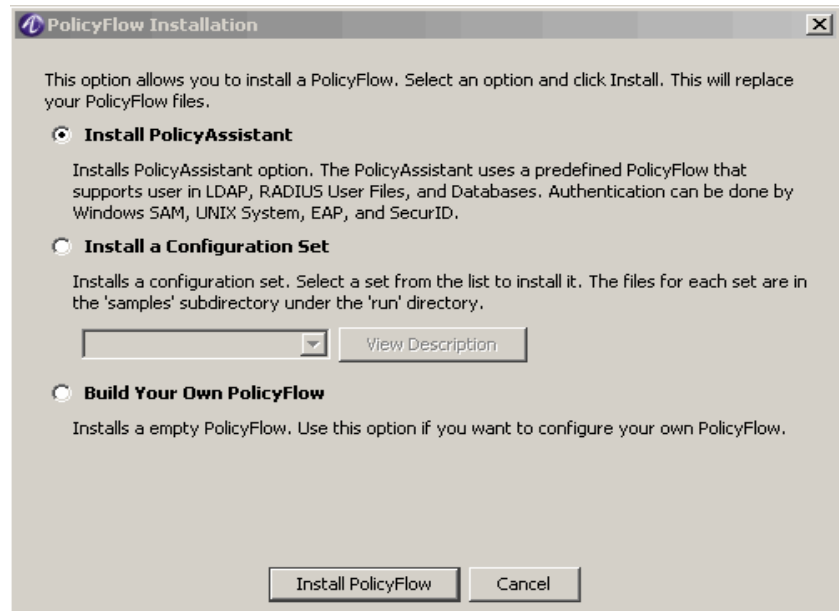 PolicyFlow Installation
This option allows you to install a PolicyFlow. Select an option and click Install. This will replace
your PolicyFlow files.
Install PolicyAssistant
Installs PolicyAssistant option. The PolicyAssistant uses a predefined PolicyFlow that
supports user in LDAP, RADIUS User Files, and Databases. Authentication can be done by
Windows SAM, UNIX System, EAP, and SecurID.
Install a Configuration Set
Installs a configuration set. Select a set from the list to install it. The files for each set are in
the 'samples' subdirectory under the 'run' directory.
View Description
Build Your Own PolicyFlow
Installs a empty PolicyFlow. Use this option if you want to configure your own PolicyFlow.
Install PolicyFlow
Cancel